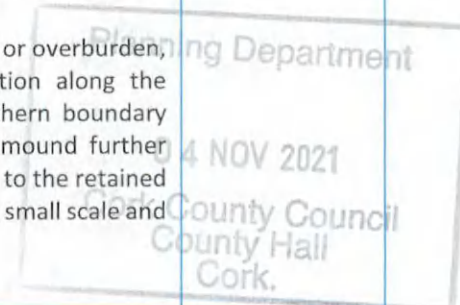 or overburden,
tion along the
hern boundary
mound further
to the retained
small scale and
Planning Department
04 NOV 2021
Cork County Council
County Hall
Cork.